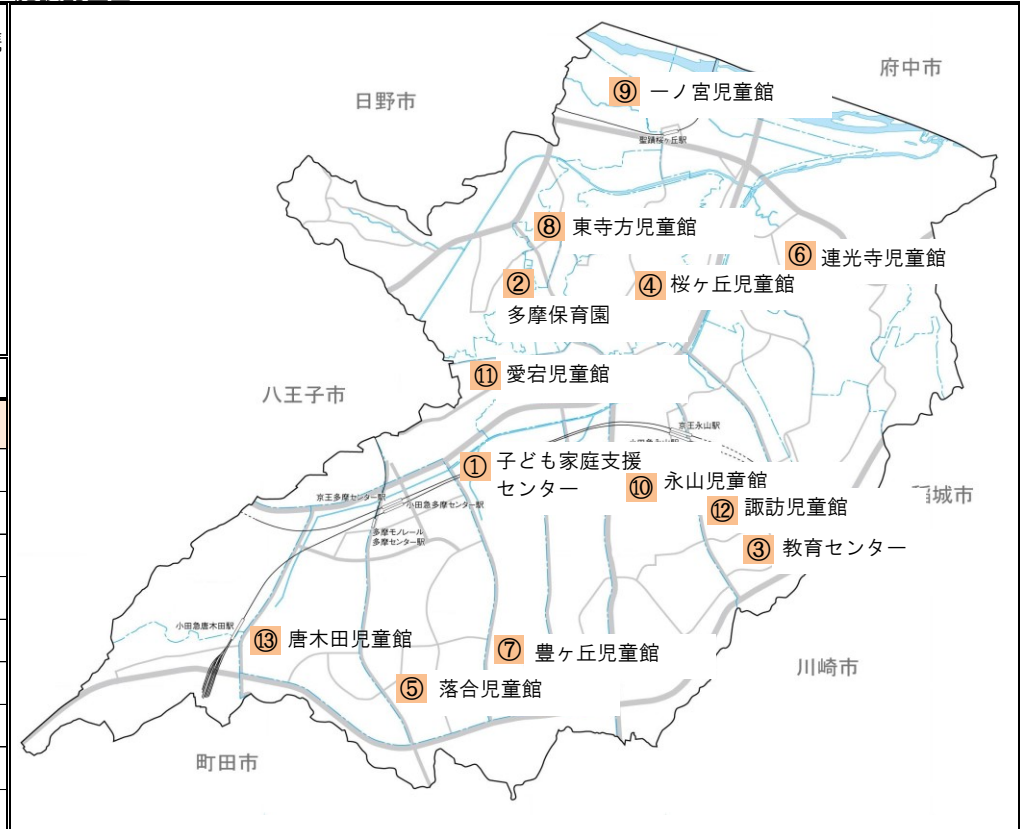 府中市
⑨ 一ノ宮児童館
日野市
聖蹟桜ヶ丘駅
⑧ 東寺方児童館
⑥ 連光寺児童館
②
多摩保育園
④ 桜ヶ丘児童館
⑪ 愛宕児童館
八王子市
京王永山駅
① 子ども家庭支援
センター
⑩ 永山児童館
稲城市
京王多摩センター駅
小田急多摩センター駅
⑫ 諏訪児童館
多摩モノレール
多摩センター駅
③ 教育センター
小田急唐木田駅
⑬ 唐木田児童館
⑦ 豊ヶ丘児童館
川崎市
⑤ 落合児童館
町田市